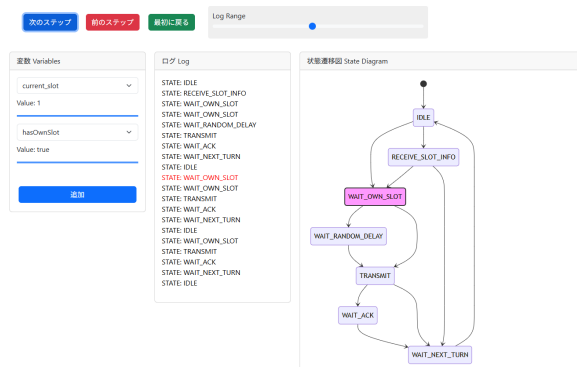 次のステップ
前のステップ
最初に戻る
Log Range
変数 Variables
current_slot
Value: 1
hasOwnSlot
Value: true
追加
ログ Log
STATE: IDLE
STATE: RECEIVE_SLOT_INFO
STATE: WAIT_OWN_SLOT
STATE: WAIT_OWN_SLOT
STATE: WAIT_RANDOM_DELAY
STATE: TRANSMIT
STATE: WAIT_ACK
STATE: WAIT_NEXT_TURN
STATE: IDLE
STATE: WAIT_OWN_SLOT
STATE: WAIT_OWN_SLOT
STATE: TRANSMIT
STATE: WAIT_ACK
STATE: WAIT_NEXT_TURN
STATE: IDLE
STATE: WAIT_OWN_SLOT
STATE: TRANSMIT
STATE: WAIT_ACK
STATE: WAIT_NEXT_TURN
STATE: IDLE
状態遷移図 State Diagram
IDLE
RECEIVE_SLOT_INFO
WAIT_OWN_SLOT
WAIT_RANDOM_DELAY
TRANSMIT
WAIT_ACK
WAIT_NEXT_TURN